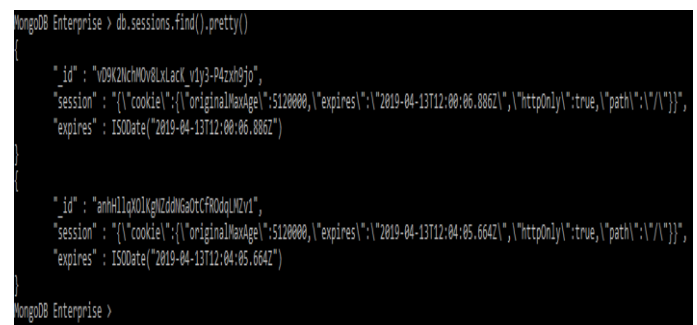 MongoDB Enterprise > db.sessions.find().pretty()
{
"_id" : "vD9K2NchMOv8LxLacK_v1y3-P4zxh9jo",
"session" : "{\"cookie\":{\"originalMaxAge\":5120000,\"expires\":\"2019-04-13T12:00:06.886Z\",\"httpOnly\":true,\"path\":\"/\"}}",
"expires" : ISODate("2019-04-13T12:00:06.886Z")
}
{
"_id" : "anhHllqXOlKgNZddNGaOtCfROdqLMZv1",
"session" : "{\"cookie\":{\"originalMaxAge\":5120000,\"expires\":\"2019-04-13T12:04:05.664Z\",\"httpOnly\":true,\"path\":\"/\"}}",
"expires" : ISODate("2019-04-13T12:04:05.664Z")
}
MongoDB Enterprise >